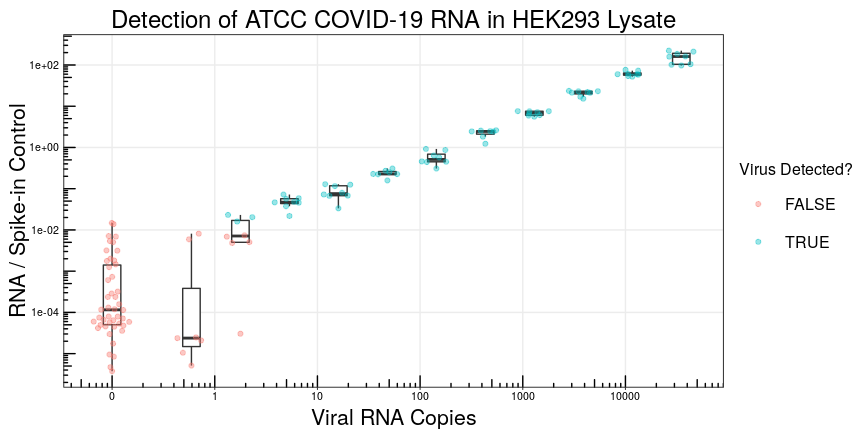 Detection of ATCC COVID-19 RNA in HEK293 Lysate
RNA / Spike-in Control
1e+02
1e+00
1e-02
1e-04
0
1
10
100
1000
10000
Viral RNA Copies
Virus Detected?
FALSE
TRUE